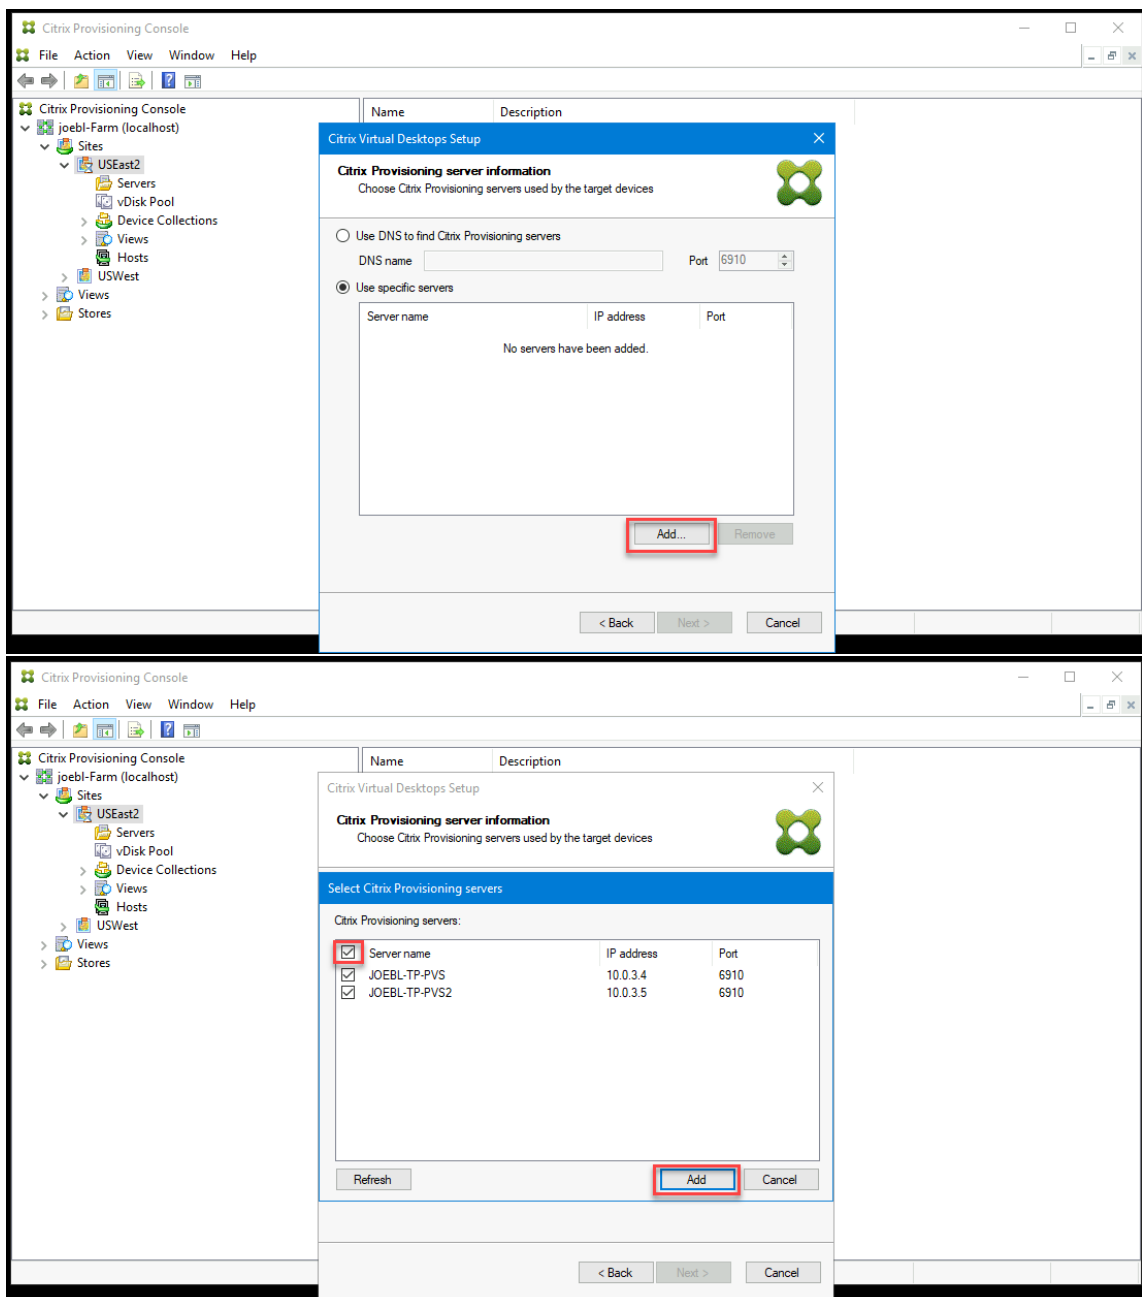 Citrix Provisioning Console
File Action View Window Help
Citrix Provisioning Console
joebl-Farm (localhost)
Sites
USEast2
Servers
vDisk Pool
Device Collections
Views
Hosts
USWest
Views
Stores
Name Description
Citrix Virtual Desktops Setup
Citrix Provisioning server information
Choose Citrix Provisioning servers used by the target devices
Use DNS to find Citrix Provisioning servers
DNS name Port 6910
Use specific servers
Server name IP address Port
No servers have been added.
Add... Remove
< Back Next > Cancel
Citrix Provisioning Console
File Action View Window Help
Citrix Provisioning Console
joebl-Farm (localhost)
Sites
USEast2
Servers
vDisk Pool
Device Collections
Views
Hosts
USWest
Views
Stores
Name Description
Citrix Virtual Desktops Setup
Citrix Provisioning server information
Choose Citrix Provisioning servers used by the target devices
Select Citrix Provisioning servers
Citrix Provisioning servers:
Server name IP address Port
JOEBL-TP-PVS 10.0.3.4 6910
JOEBL-TP-PVS2 10.0.3.5 6910
Refresh Add Cancel
< Back Next > Cancel